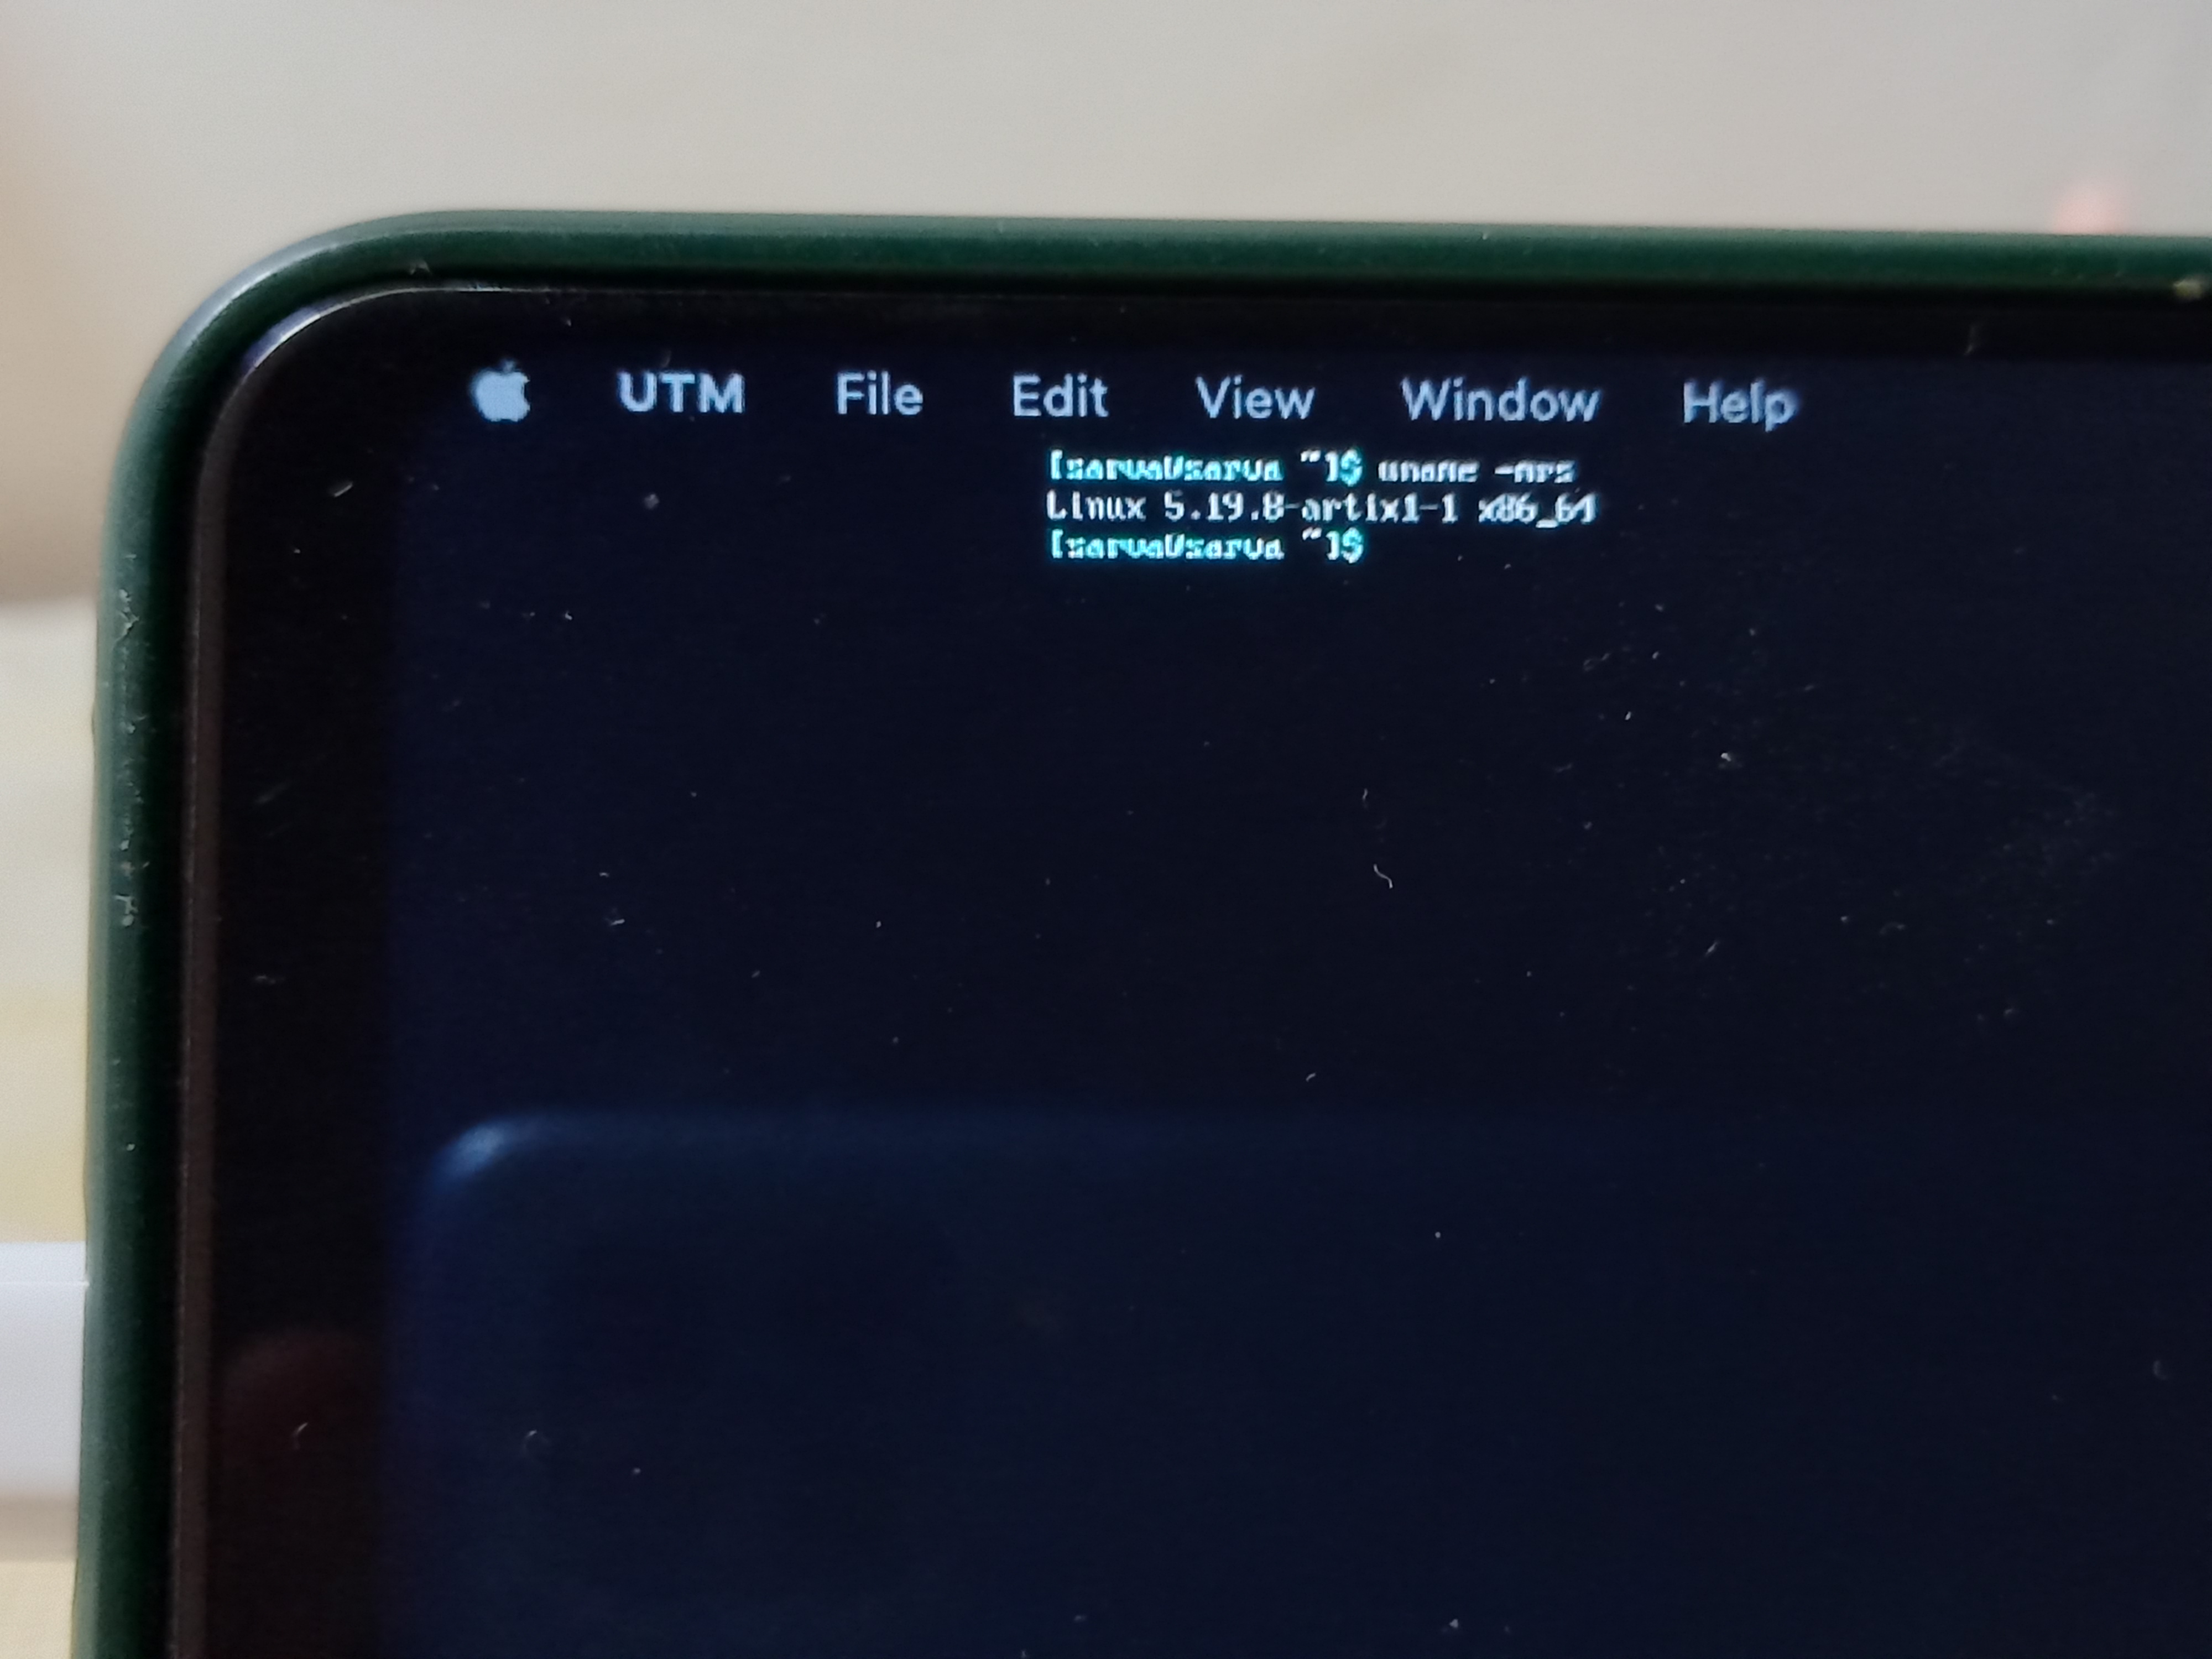 UTM File Edit View Window Help
[sarva@sarva ~]$ uname -mrs
Linux 5.19.8-artix1-1 x86_64
[sarva@sarva ~]$